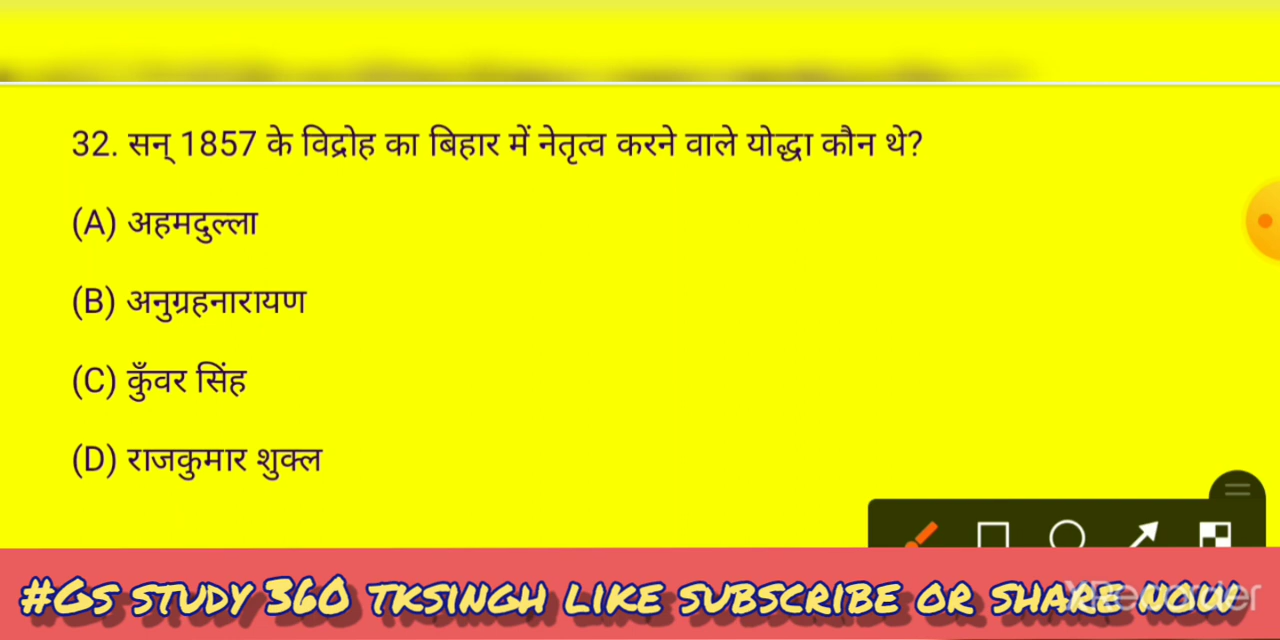 32. सन् 1857 के विद्रोह का बिहार में नेतृत्व करने वाले योद्धा कौन थे?
(A) अहमदुल्ला
(B) अनुग्रहनारायण
(C) कुँवर सिंह
(D) राजकुमार शुक्ल
#GS STUDY 360 TKSINGH LIKE SUBSCRIBE OR SHARE NOW
XRecorder